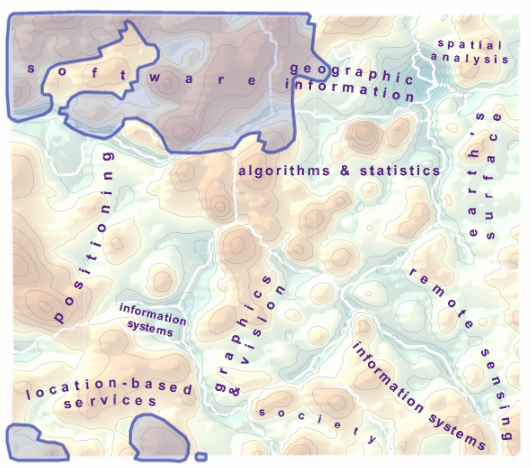 software
geographic
information
spatial
analysis
algorithms & statistics
earth's
surface
positioning
information
systems
graphics
& vision
remote sensing
information systems
location-based
services
society